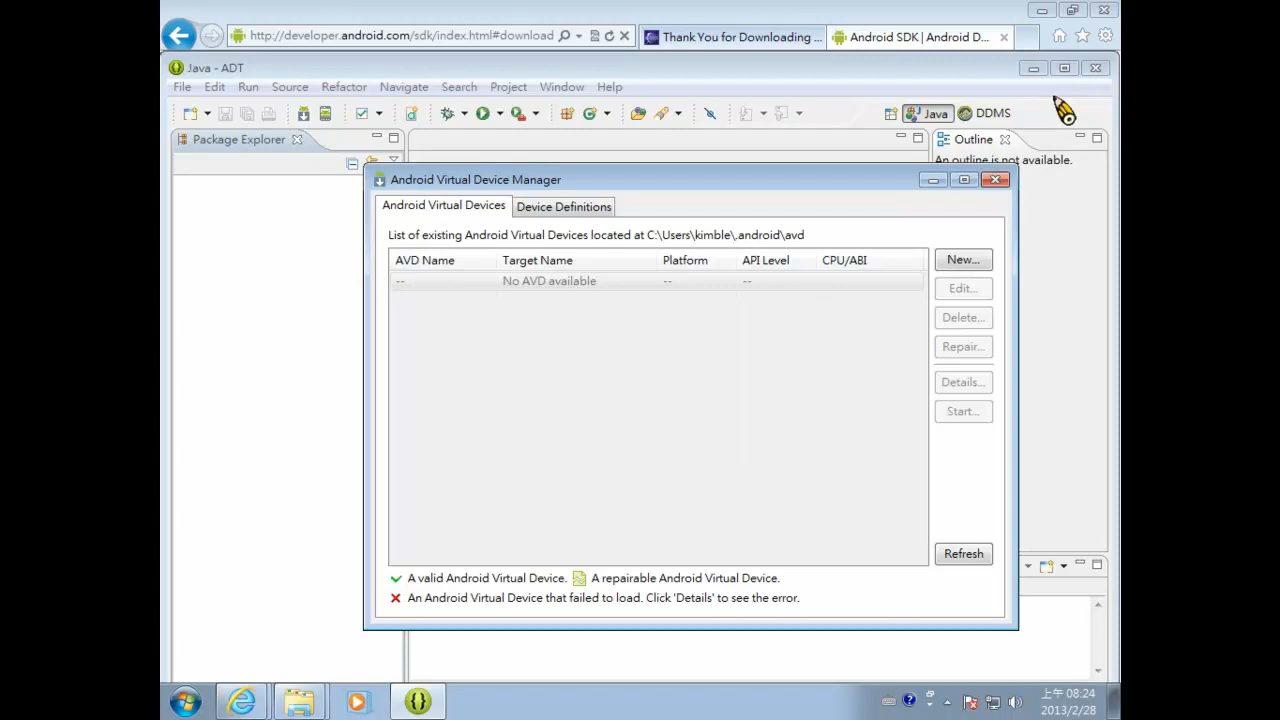 http://developer.android.com/sdk/index.html#download
Thank You for Downloading ...
Android SDK | Android D...
Java - ADT
File Edit Run Source Refactor Navigate Search Project Window Help
Java
DDMS
Package Explorer
Outline
An outline is not available.
Android Virtual Device Manager
Android Virtual Devices
Device Definitions
List of existing Android Virtual Devices located at C:\Users\kimble\.android\avd
AVD Name Target Name Platform API Level CPU/ABI
-- No AVD available -- --
New...
Edit...
Delete...
Repair...
Details...
Start...
Refresh
A valid Android Virtual Device. A repairable Android Virtual Device.
An Android Virtual Device that failed to load. Click 'Details' to see the error.
上午 08:24
2013/2/28